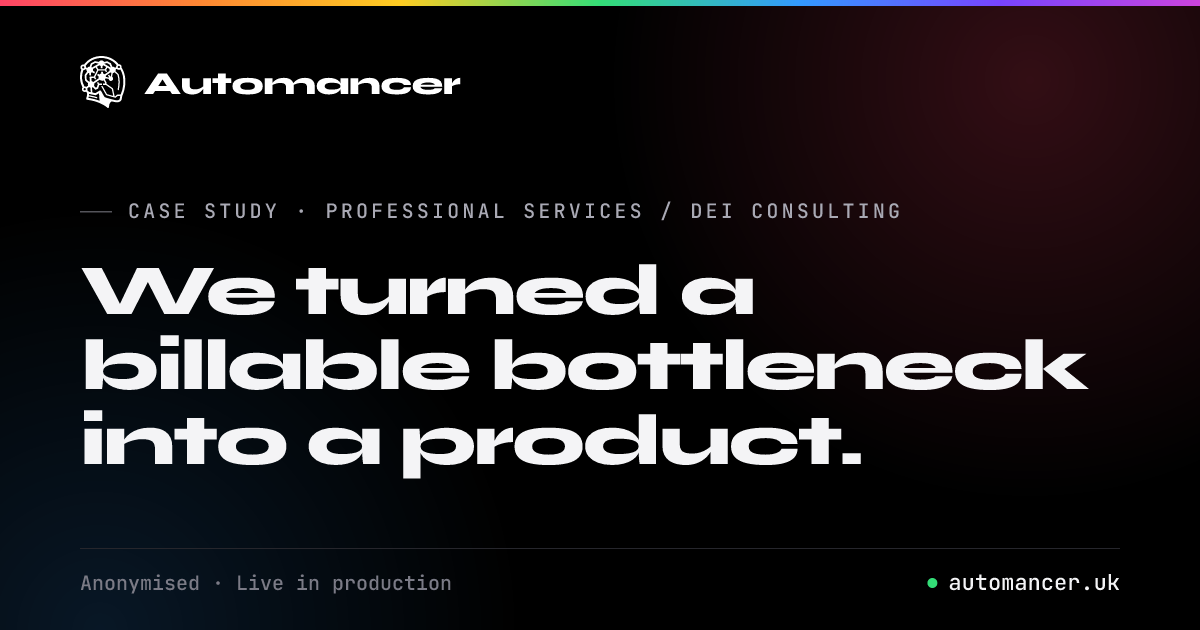 Automancer
CASE STUDY · PROFESSIONAL SERVICES / DEI CONSULTING
We turned a
billable bottleneck
into a product.
Anonymised · Live in production
automancer.uk